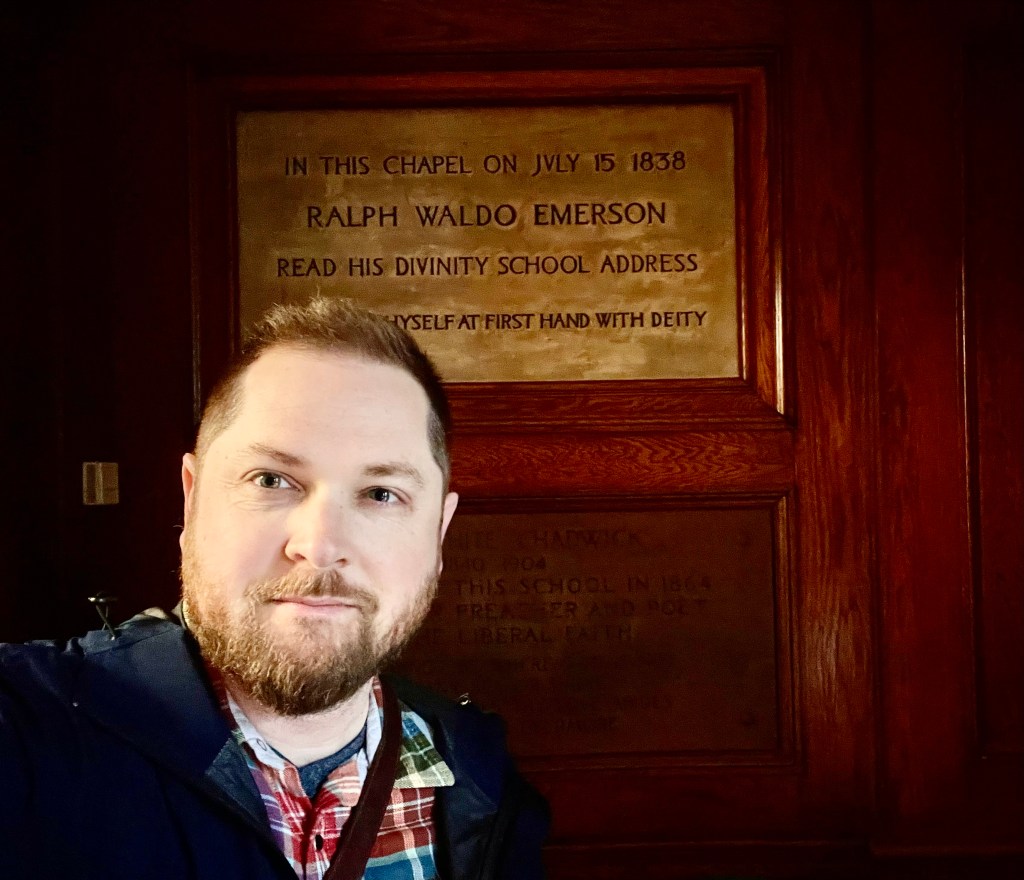 IN THIS CHAPEL ON JVLY 15 1838
RALPH WALDO EMERSON
READ HIS DIVINITY SCHOOL ADDRESS
AT FIRST HAND WITH DEITY
CHADWICK
1904
THIS SCHOOL IN 1864
PREACHER AND POET
LIBERAL FAITH